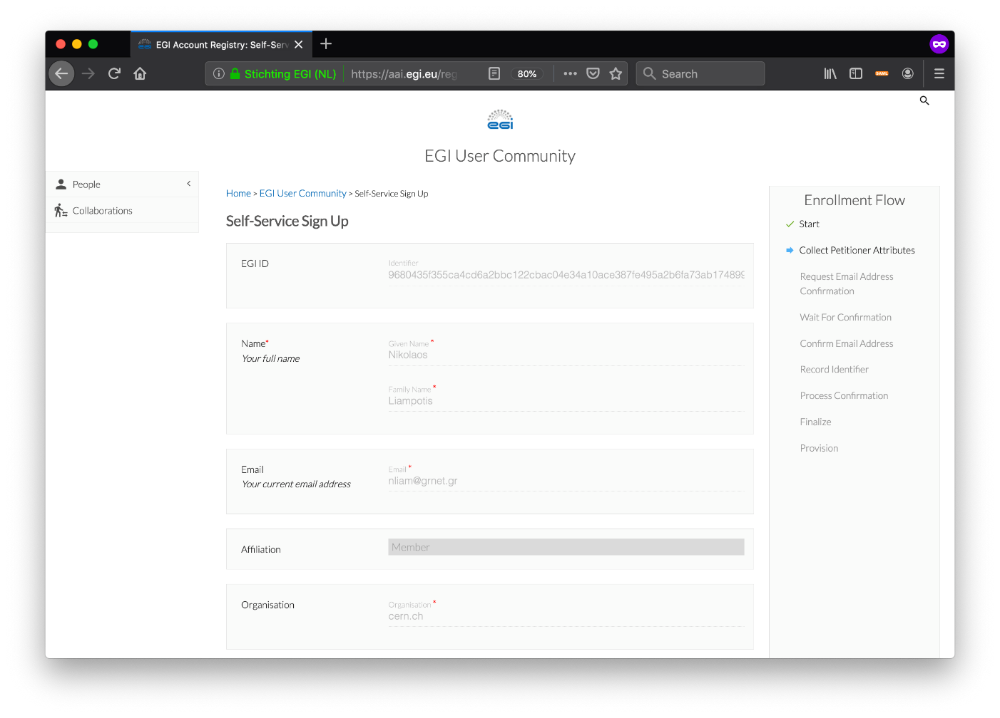 EGI Account Registry: Self-Serv
Stichting EGI (NL)
https://aai.egi.eu/reg
80%
Search
SAML
egi
EGI User Community
People
Collaborations
Home > EGI User Community > Self-Service Sign Up
Self-Service Sign Up
EGI ID
Identifier
9680435f355ca4cd6a2bbc122cbac04e34a10ace387fe495a2b6fa73ab174899
Name*
Your full name
Given Name *
Nikolaos
Family Name *
Liampotis
Email
Your current email address
Email *
nliam@grnet.gr
Affiliation
Member
Organisation
Organisation *
cern.ch
Enrollment Flow
Start
Collect Petitioner Attributes
Request Email Address
Confirmation
Wait For Confirmation
Confirm Email Address
Record Identifier
Process Confirmation
Finalize
Provision